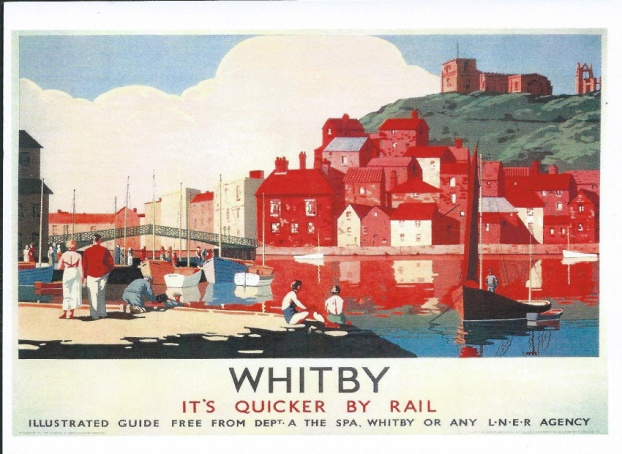 WHITBY
IT'S QUICKER BY RAIL
ILLUSTRATED GUIDE FREE FROM DEPT. A THE SPA, WHITBY OR ANY L·N·E·R AGENCY